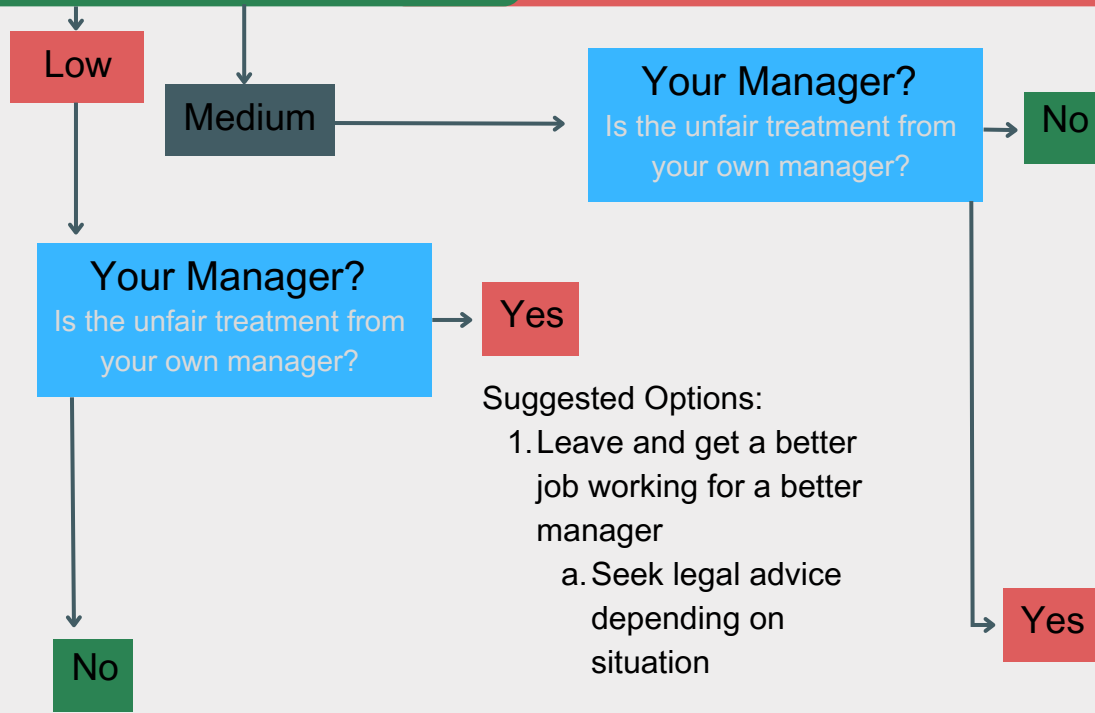 Low
Medium
Your Manager?
Is the unfair treatment from
your own manager?
No
Your Manager?
Is the unfair treatment from
your own manager?
Yes
Suggested Options:
1. Leave and get a better
job working for a better
manager
a. Seek legal advice
depending on
situation
Yes
No